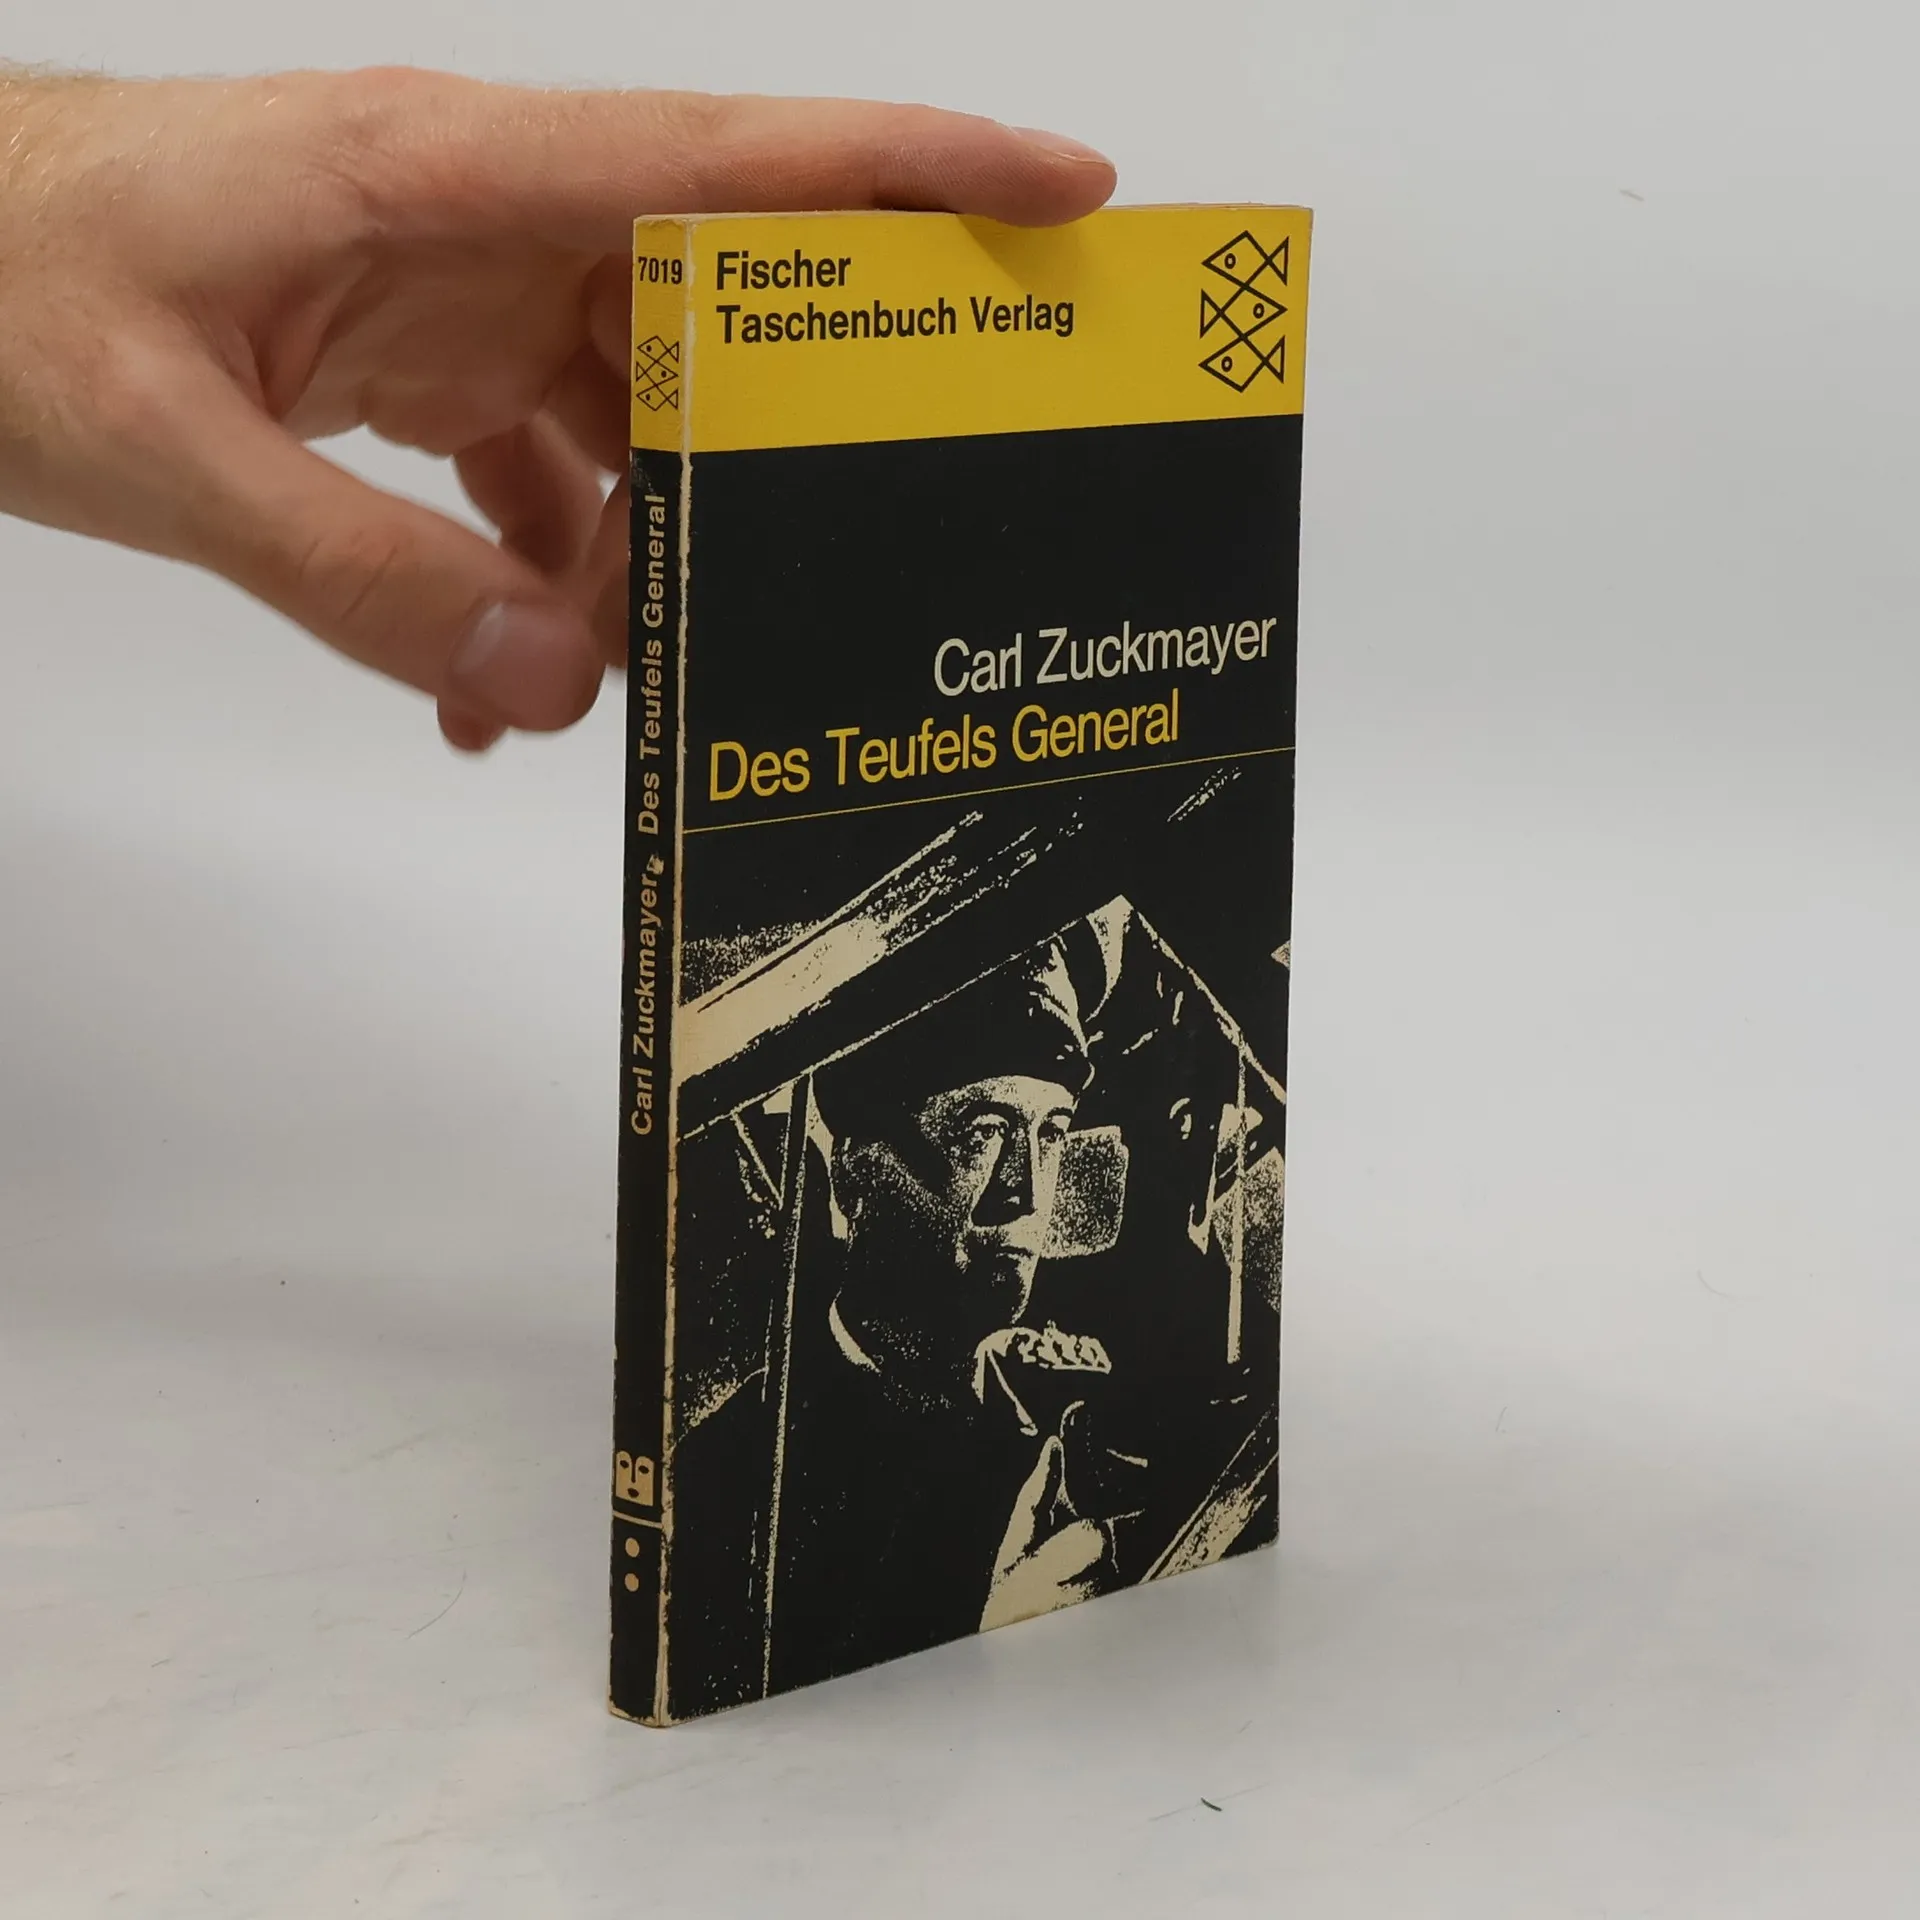 7019
Carl Zuckmayer Des Teufels General
Fischer
Taschenbuch Verlag
Carl Zuckmayer
Des Teufels General